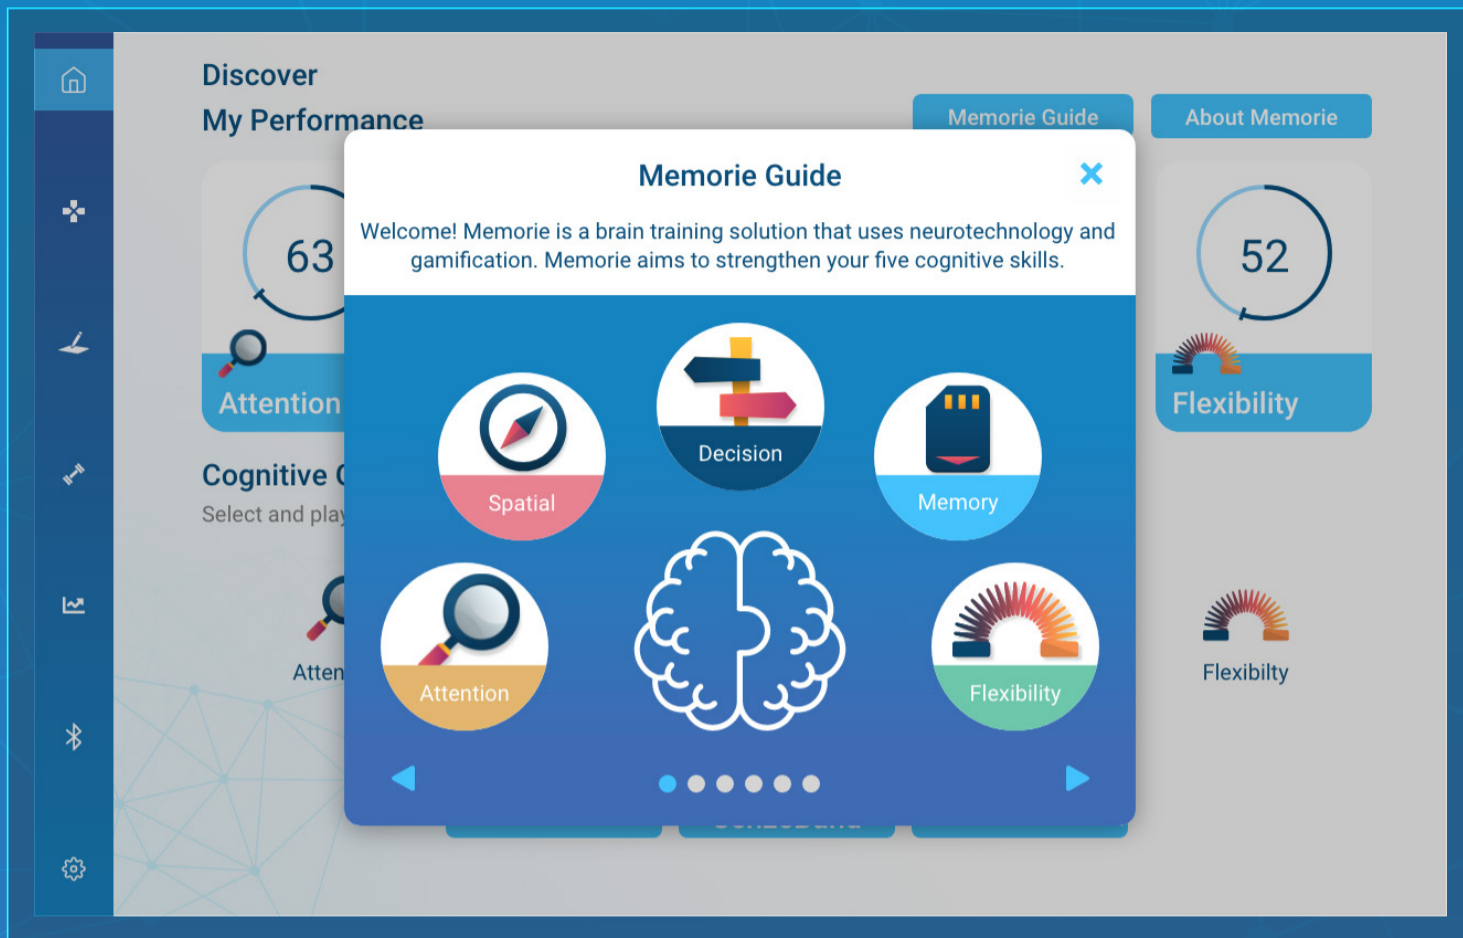 Discover
My Performance
Memorie Guide
About Memorie
63
52
Attention
Flexibility
Cognitive
Select and play
Flexibilty
Memorie Guide
Welcome! Memorie is a brain training solution that uses neurotechnology and
gamification. Memorie aims to strengthen your five cognitive skills.
Decision
Spatial
Memory
Attention
Flexibility